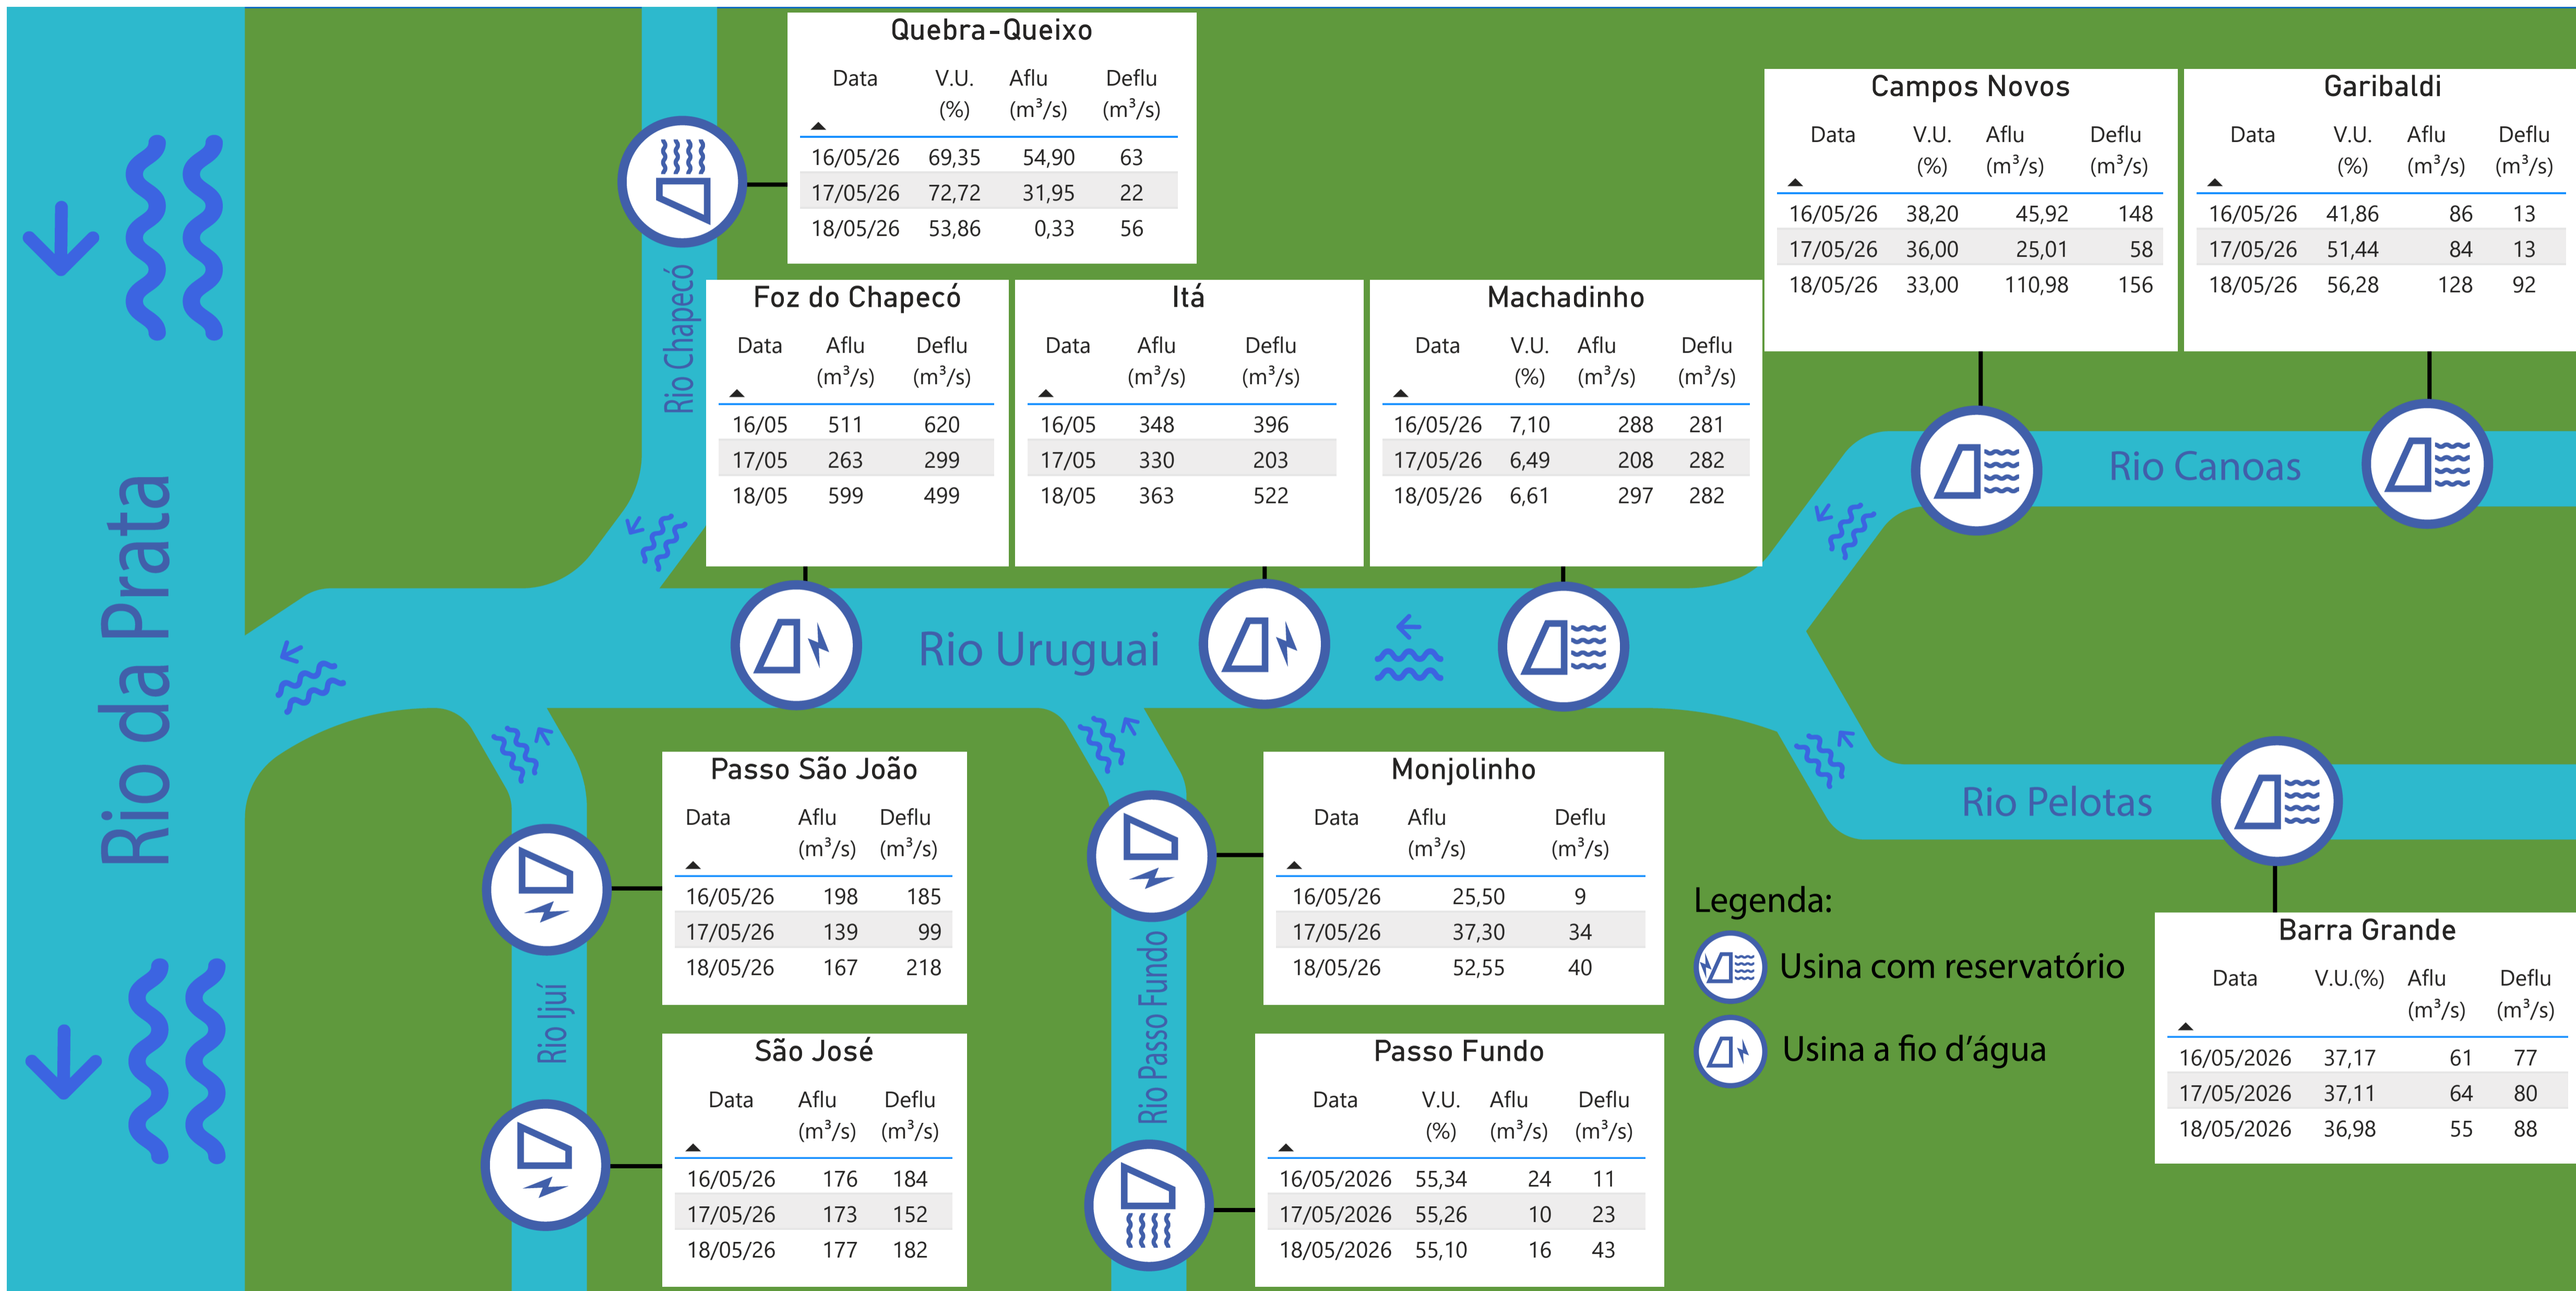 Rio da Prata
Quebra-Queixo
Data V.U. (%) Aflu (m³/s) Deflu (m³/s)
16/05/26 69,35 54,90 63
17/05/26 72,72 31,95 22
18/05/26 53,86 0,33 56
Rio Chapecó
Foz do Chapecó
Data Aflu (m³/s) Deflu (m³/s)
16/05 511 620
17/05 263 299
18/05 599 499
Itá
Data Aflu (m³/s) Deflu (m³/s)
16/05 348 396
17/05 330 203
18/05 363 522
Machadinho
Data V.U. (%) Aflu (m³/s) Deflu (m³/s)
16/05/26 7,10 288 281
17/05/26 6,49 208 282
18/05/26 6,61 297 282
Campos Novos
Data V.U. (%) Aflu (m³/s) Deflu (m³/s)
16/05/26 38,20 45,92 148
17/05/26 36,00 25,01 58
18/05/26 33,00 110,98 156
Garibaldi
Data V.U. (%) Aflu (m³/s) Deflu (m³/s)
16/05/26 41,86 86 13
17/05/26 51,44 84 13
18/05/26 56,28 128 92
Rio Canoas
Rio Uruguai
Rio Pelotas
Passo São João
Data Aflu (m³/s) Deflu (m³/s)
16/05/26 198 185
17/05/26 139 99
18/05/26 167 218
Rio Ijuí
São José
Data Aflu (m³/s) Deflu (m³/s)
16/05/26 176 184
17/05/26 173 152
18/05/26 177 182
Monjolinho
Data Aflu (m³/s) Deflu (m³/s)
16/05/26 25,50 9
17/05/26 37,30 34
18/05/26 52,55 40
Rio Passo Fundo
Passo Fundo
Data V.U. (%) Aflu (m³/s) Deflu (m³/s)
16/05/2026 55,34 24 11
17/05/2026 55,26 10 23
18/05/2026 55,10 16 43
Legenda:
Usina com reservatório
Usina a fio d'água
Barra Grande
Data V.U.(%) Aflu (m³/s) Deflu (m³/s)
16/05/2026 37,17 61 77
17/05/2026 37,11 64 80
18/05/2026 36,98 55 88